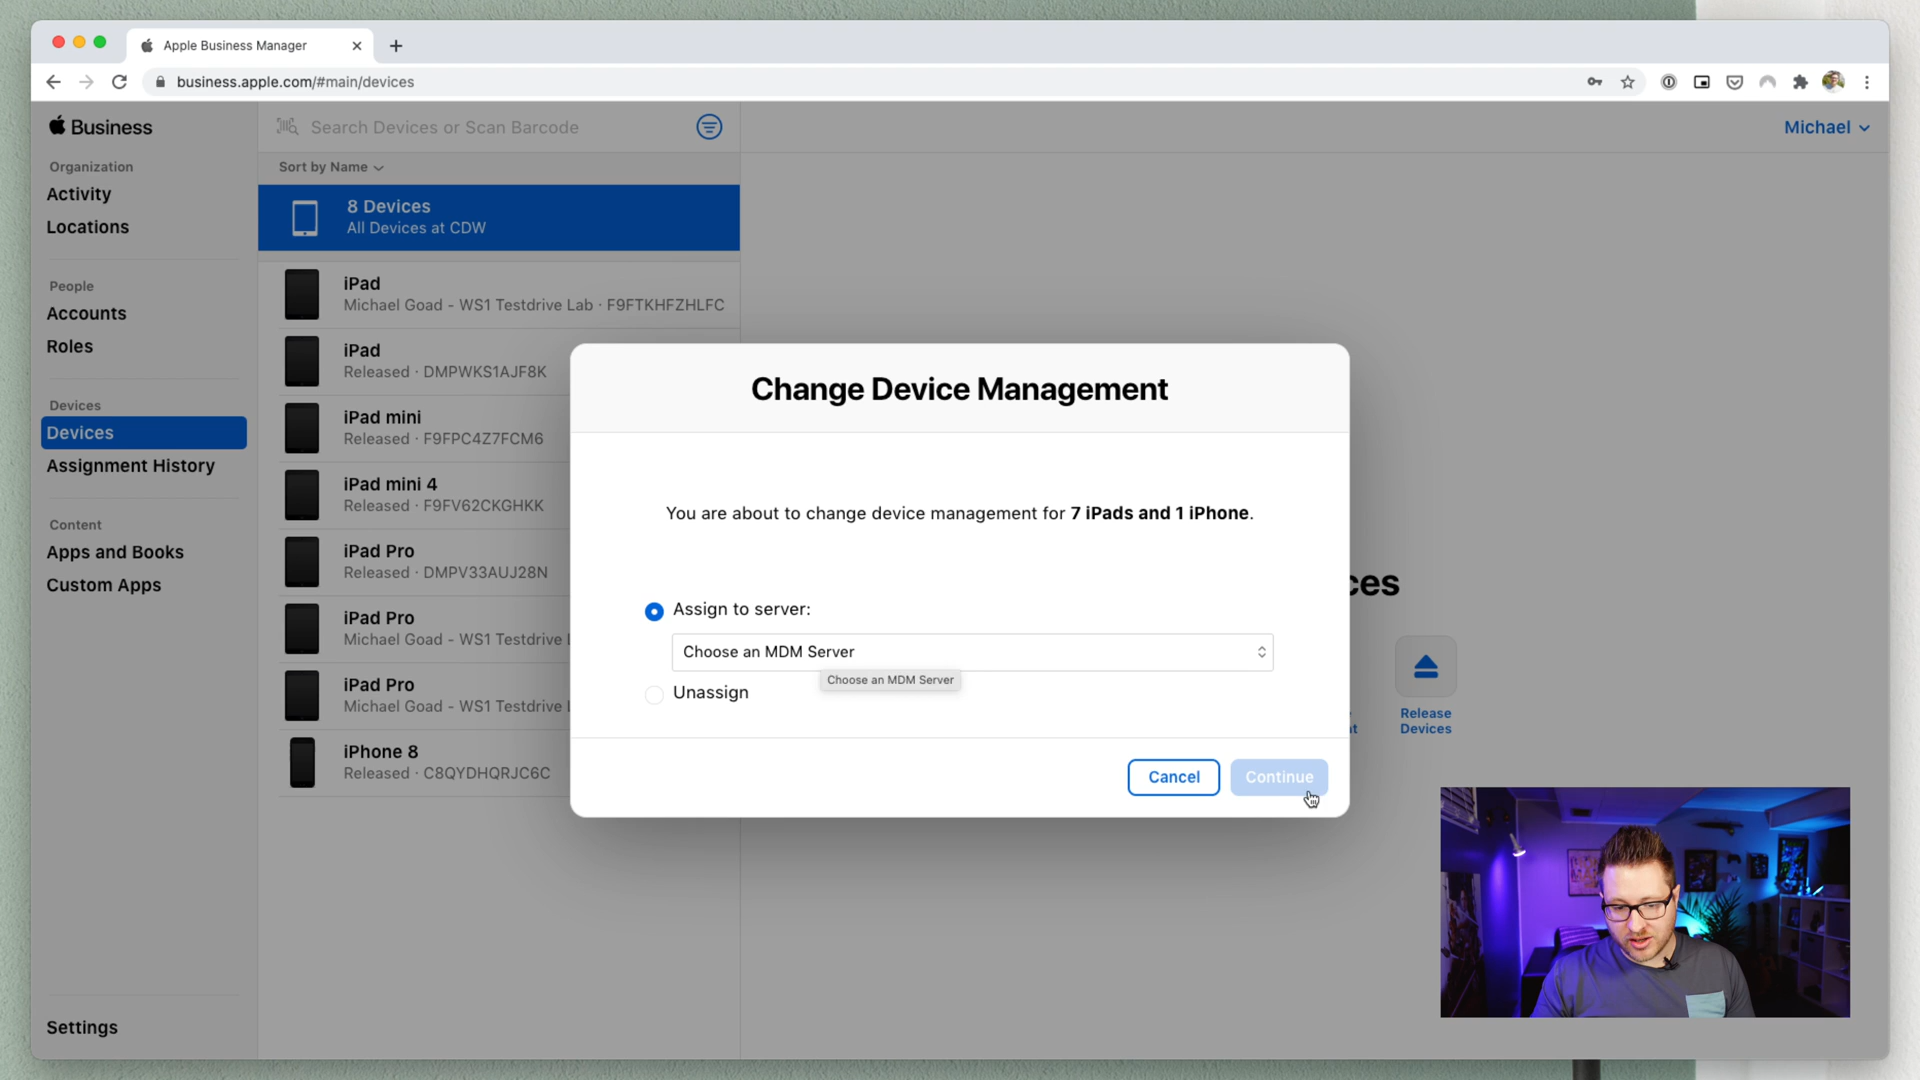 Apple Business Manager
business.apple.com/#main/devices
Business
Search Devices or Scan Barcode
Michael
Organization
Activity
Locations
People
Accounts
Roles
Devices
Devices
Assignment History
Content
Apps and Books
Custom Apps
Settings
Sort by Name
8 Devices
All Devices at CDW
iPad
Michael Goad - WS1 Testdrive Lab · F9FTKHFZHLFC
iPad
Released · DMPWKS1AJF8K
iPad mini
Released · F9FPC4Z7FCM6
iPad mini 4
Released · F9FV62CKGHKK
iPad Pro
Released · DMPV33AUJ28N
iPad Pro
Michael Goad - WS1 Testdrive
iPad Pro
Michael Goad - WS1 Testdrive
iPhone 8
Released · C8QYDHQRJC6C
Change Device Management
You are about to change device management for 7 iPads and 1 iPhone.
Assign to server:
Choose an MDM Server
Choose an MDM Server
Unassign
Cancel
Continue
Release
Devices